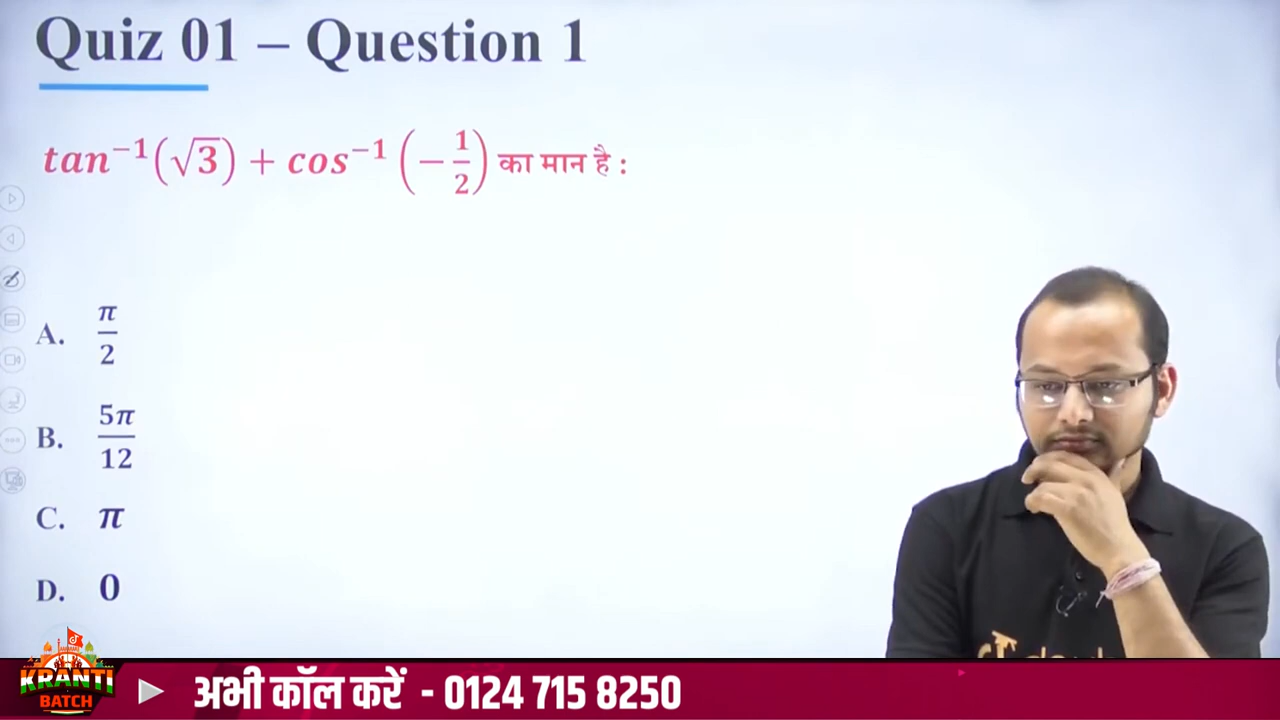 Quiz 01 – Question 1
tan⁻¹(√3) + cos⁻¹(−1/2) का मान है :
A. π/2
B. 5π/12
C. π
D. 0
KRANTI
BATCH
अभी कॉल करें - 0124 715 8250